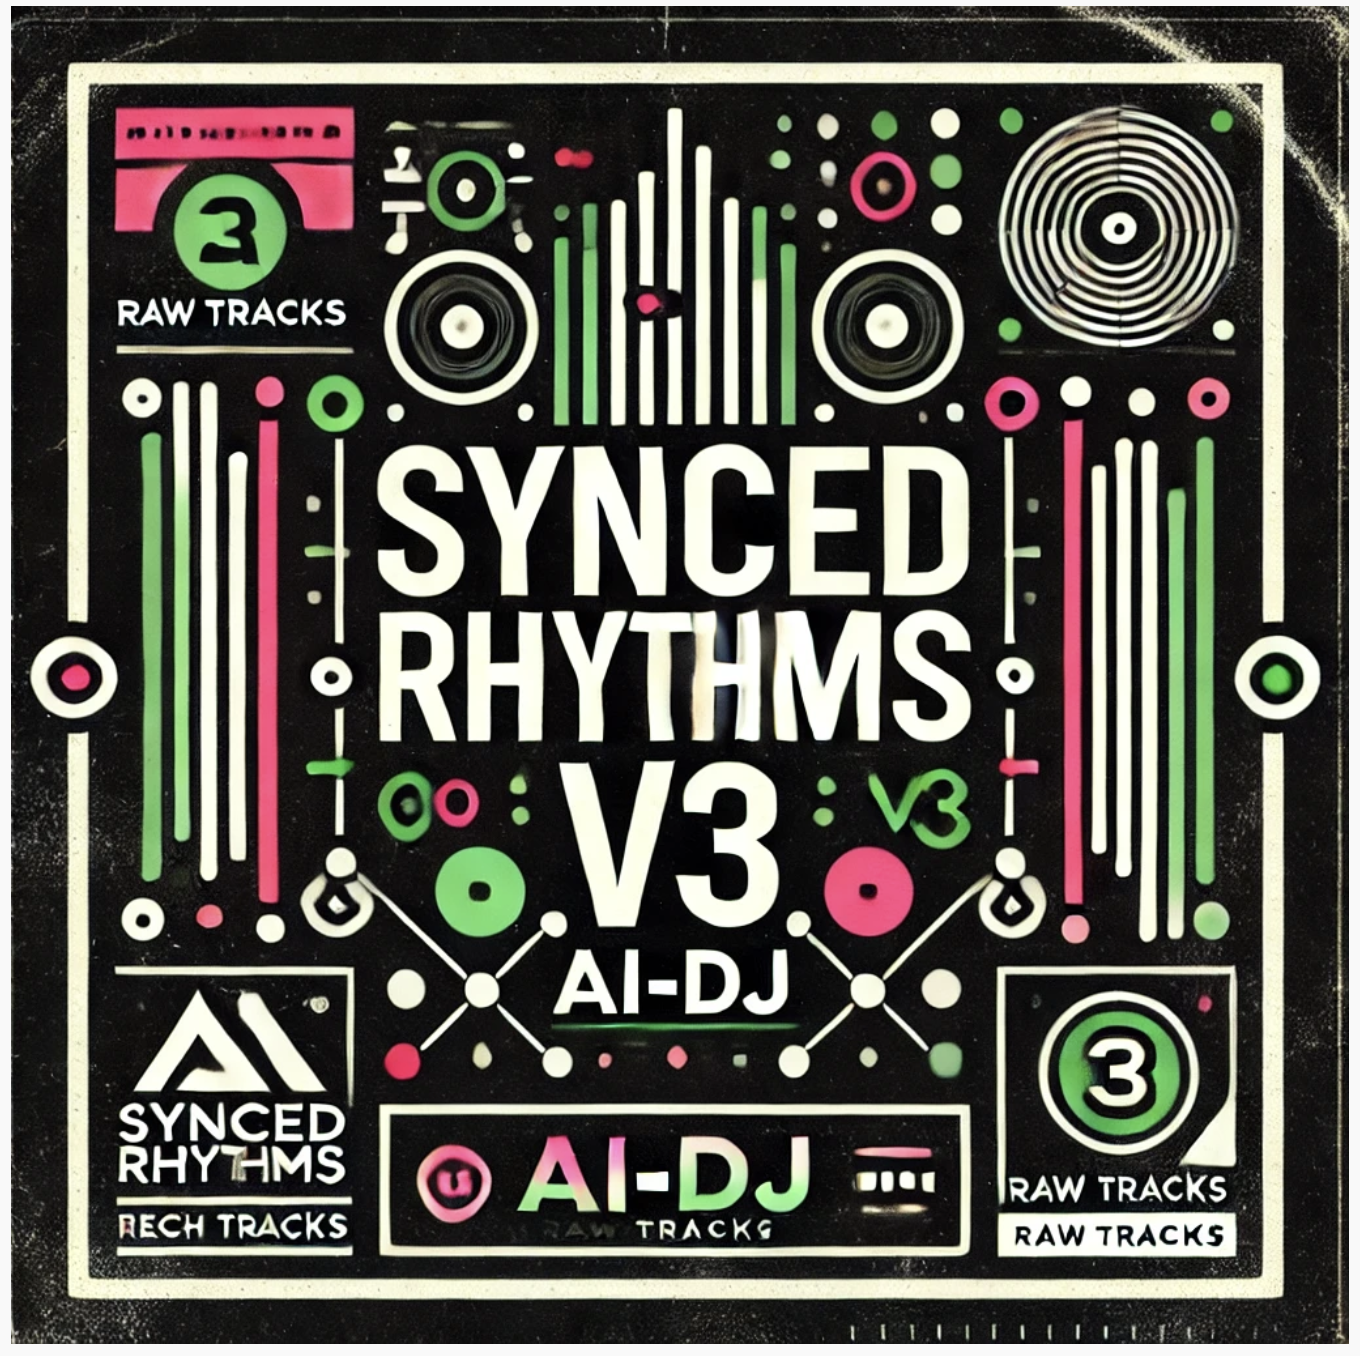 3
RAW TRACKS
SYNCED
RHYTHMS
V3
V3
AI-DJ
AI
SYNCED
RHYTHMS
RECH TRACKS
AI-DJ
RAW TRACKS
3
RAW TRACKS
RAW TRACKS